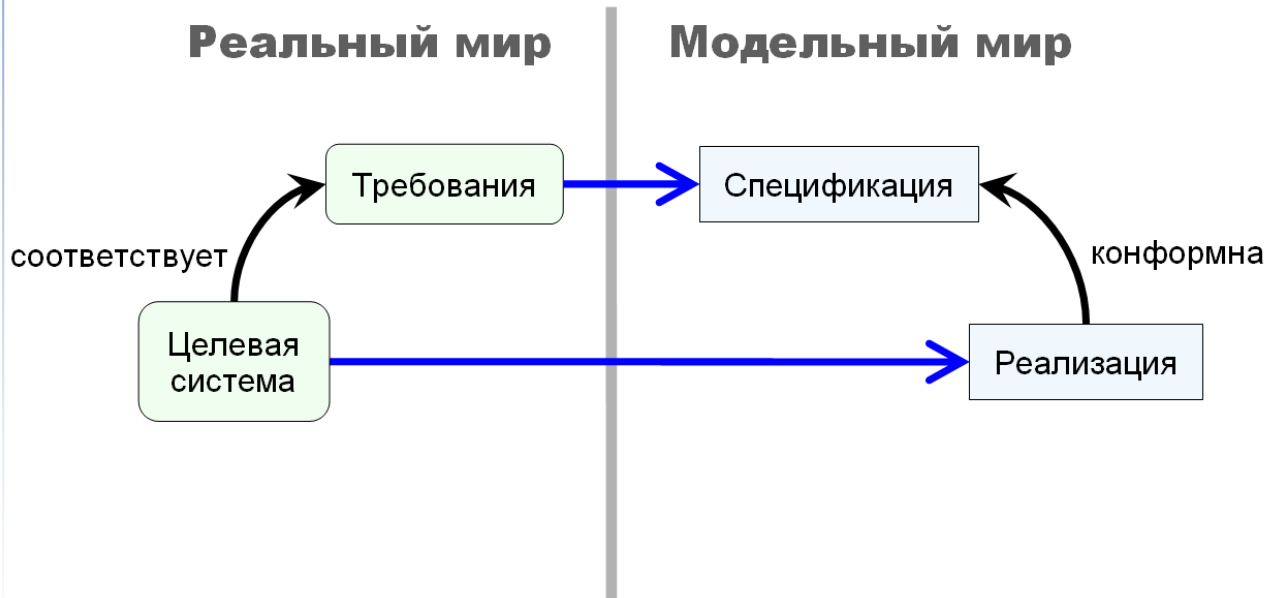 Реальный мир
Модельный мир
Требования
Спецификация
соответствует
конформна
Целевая
система
Реализация